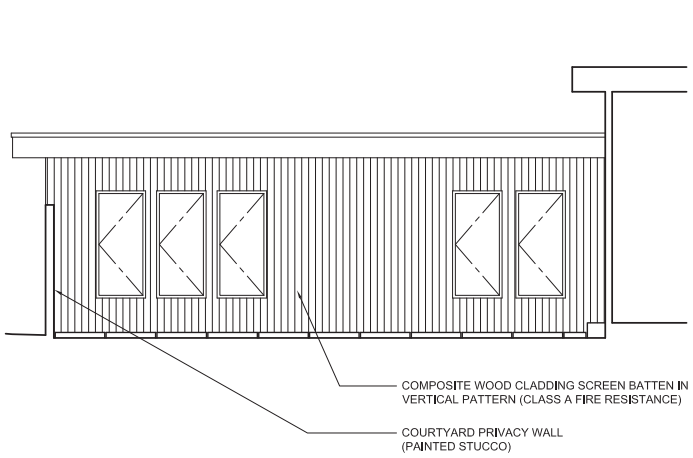 COMPOSITE WOOD CLADDING SCREEN BATTEN IN
VERTICAL PATTERN (CLASS A FIRE RESISTANCE)
COURTYARD PRIVACY WALL
(PAINTED STUCCO)